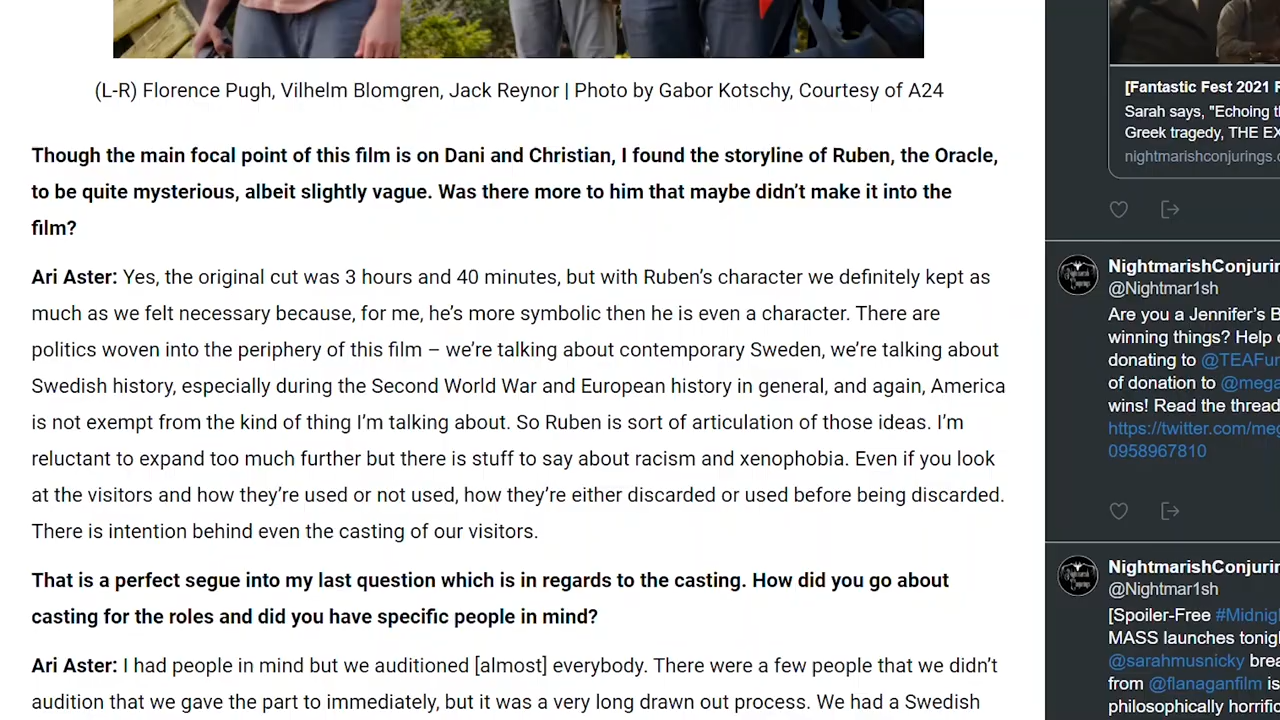 (L-R) Florence Pugh, Vilhelm Blomgren, Jack Reynor | Photo by Gabor Kotschy, Courtesy of A24
Though the main focal point of this film is on Dani and Christian, I found the storyline of Ruben, the Oracle,
to be quite mysterious, albeit slightly vague. Was there more to him that maybe didn’t make it into the
film?
Ari Aster: Yes, the original cut was 3 hours and 40 minutes, but with Ruben’s character we definitely kept as
much as we felt necessary because, for me, he’s more symbolic then he is even a character. There are
politics woven into the periphery of this film – we’re talking about contemporary Sweden, we’re talking about
Swedish history, especially during the Second World War and European history in general, and again, America
is not exempt from the kind of thing I’m talking about. So Ruben is sort of articulation of those ideas. I’m
reluctant to expand too much further but there is stuff to say about racism and xenophobia. Even if you look
at the visitors and how they’re used or not used, how they’re either discarded or used before being discarded.
There is intention behind even the casting of our visitors.
That is a perfect segue into my last question which is in regards to the casting. How did you go about
casting for the roles and did you have specific people in mind?
Ari Aster: I had people in mind but we auditioned [almost] everybody. There were a few people that we didn’t
audition that we gave the part to immediately, but it was a very long drawn out process. We had a Swedish
[Fantastic Fest 2021 R
Sarah says, "Echoing th
Greek tragedy, THE EX
nightmarishconjurings.c
NightmarishConjurin
@Nightmar1sh
Are you a Jennifer’s B
winning things? Help
donating to @TEAFur
of donation to @mega
wins! Read the thread
https://twitter.com/meg
0958967810
NightmarishConjurin
@Nightmar1sh
[Spoiler-Free #Midnig
MASS launches tonigh
@sarahmusnicky brea
from @flanaganfilm is
philosophically horrific